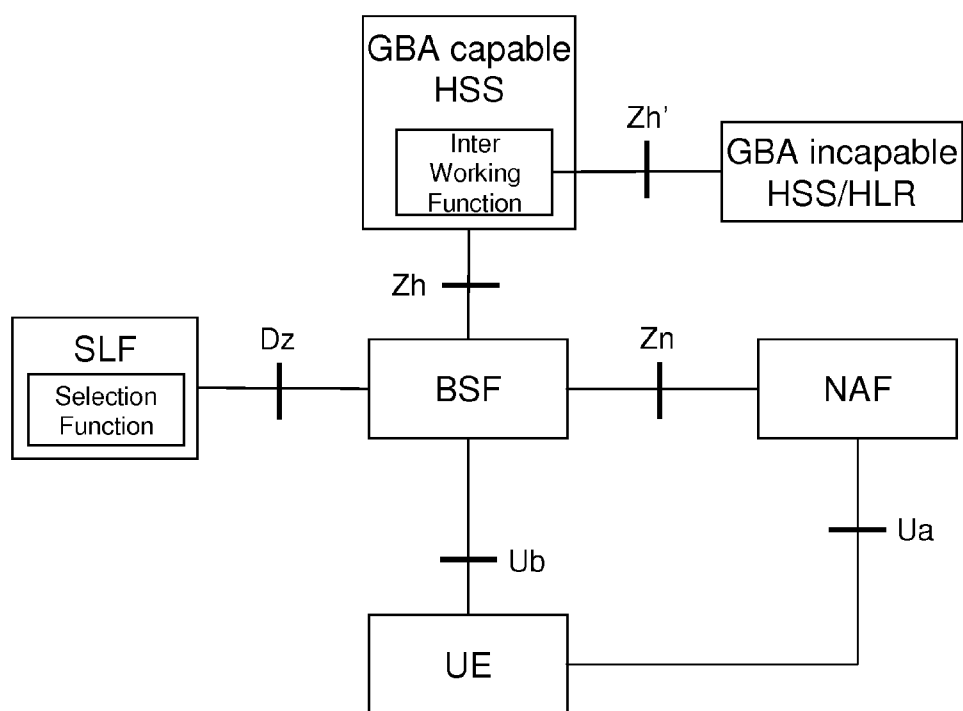 GBA capable
HSS
Inter
Working
Function
Zh’
GBA incapable
HSS/HLR
Zh
SLF
Selection
Function
Dz
BSF
Zn
NAF
Ub
Ua
UE